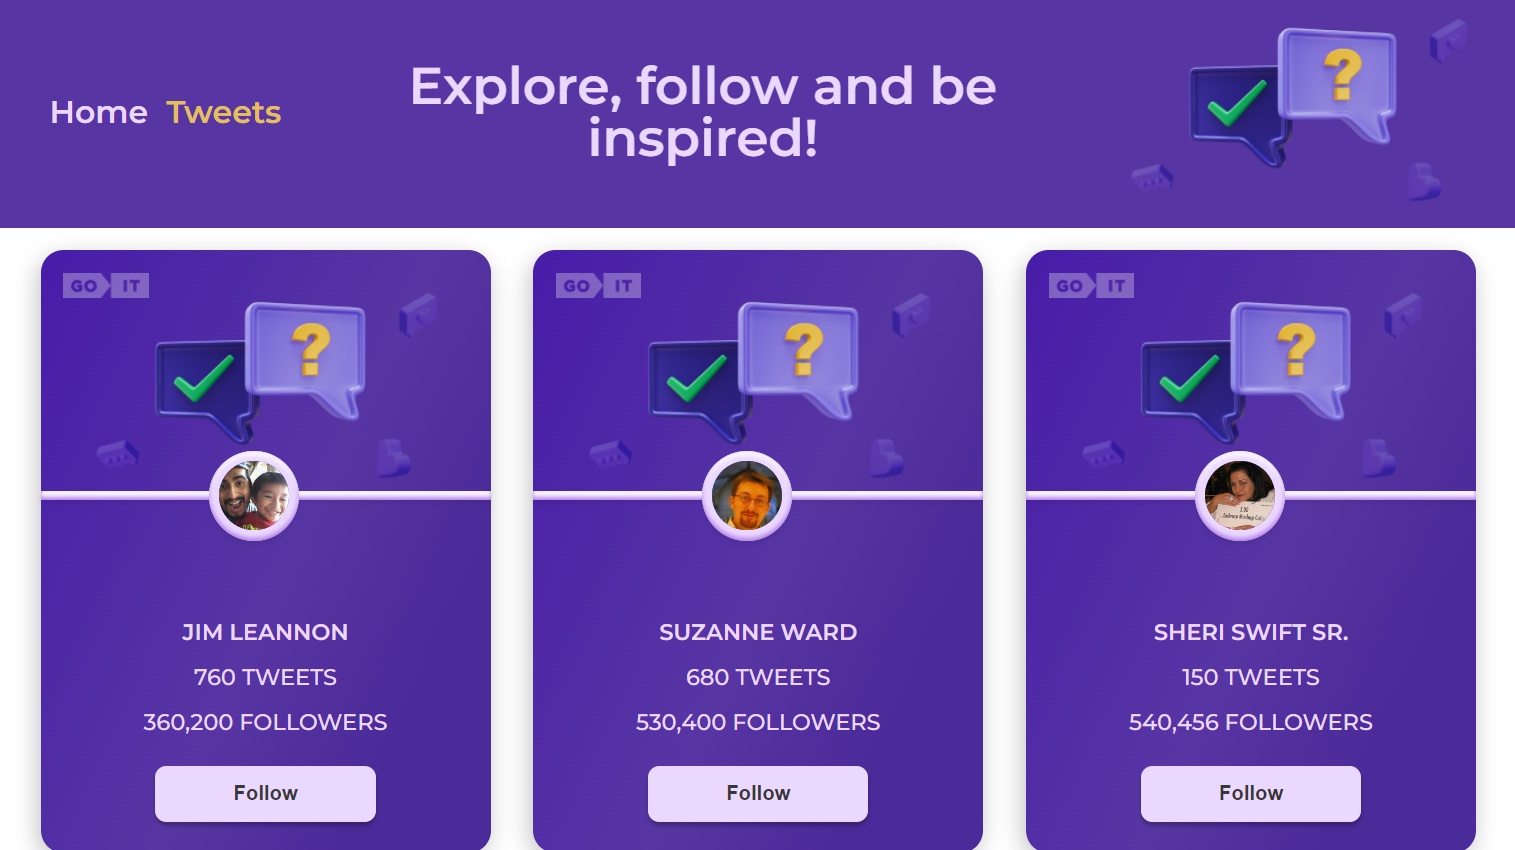 Home Tweets
Explore, follow and be
inspired!
?
GO IT
?
JIM LEANNON
760 TWEETS
360,200 FOLLOWERS
Follow
GO IT
?
SUZANNE WARD
680 TWEETS
530,400 FOLLOWERS
Follow
GO IT
?
SHERI SWIFT SR.
150 TWEETS
540,456 FOLLOWERS
Follow